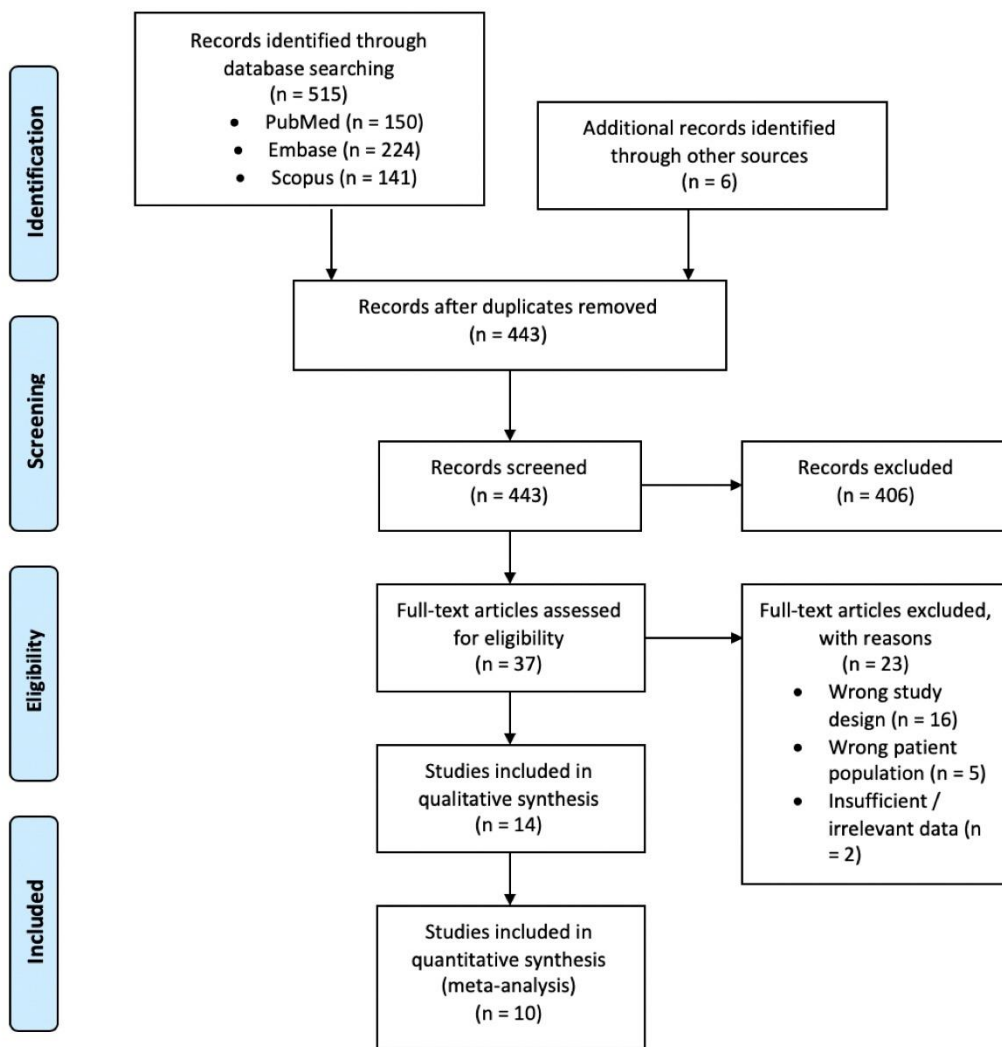 Identification
Records identified through
database searching
(n = 515)
• PubMed (n = 150)
• Embase (n = 224)
• Scopus (n = 141)
Additional records identified
through other sources
(n = 6)
Records after duplicates removed
(n = 443)
Screening
Records screened
(n = 443)
Records excluded
(n = 406)
Eligibility
Full-text articles assessed
for eligibility
(n = 37)
Full-text articles excluded,
with reasons
(n = 23)
• Wrong study
design (n = 16)
• Wrong patient
population (n = 5)
• Insufficient /
irrelevant data (n
= 2)
Studies included in
qualitative synthesis
(n = 14)
Included
Studies included in
quantitative synthesis
(meta-analysis)
(n = 10)